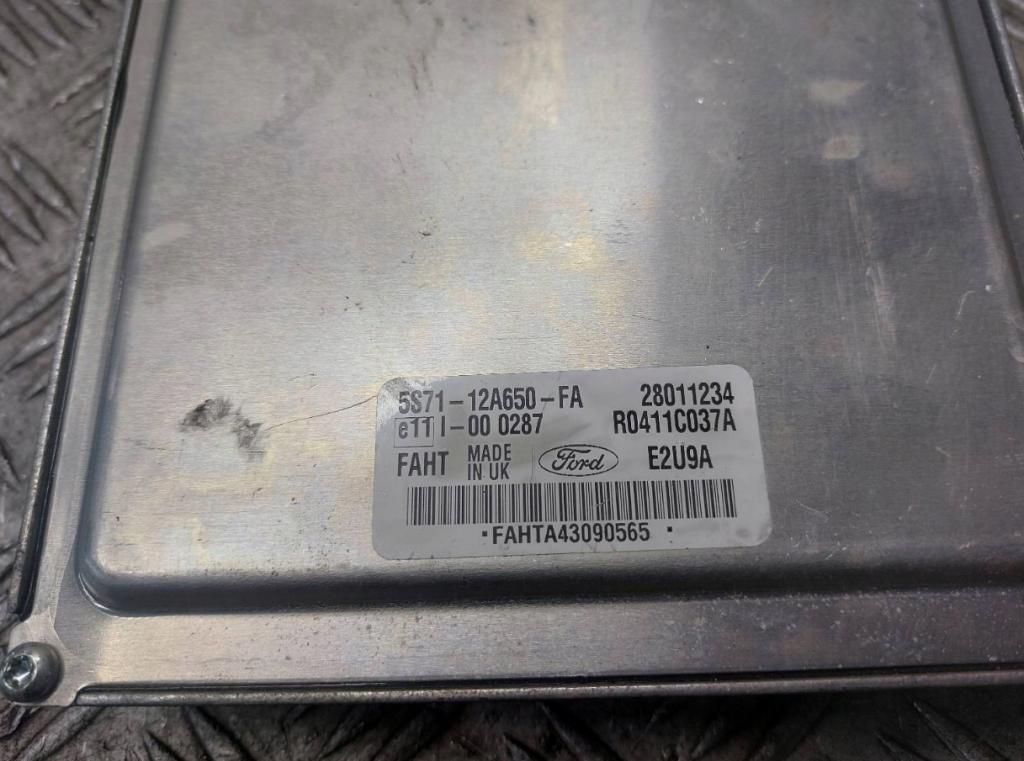 5S71-12A650-FA 28011234
e11 I-00 0287 R0411C037A
FAHT MADE IN UK Ford E2U9A
·FAHTA43090565·